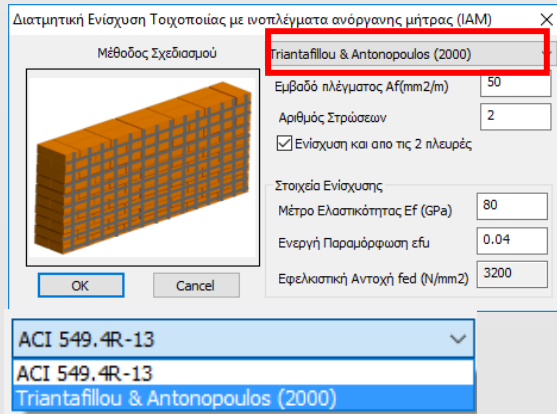 Διατμητική Ενίσχυση Τοιχοποιίας με ινοπλέγματα ανόργανης μήτρας (ΙΑΜ)
Μέθοδος Σχεδιασμού
Triantafillou & Antonopoulos (2000)
Εμβαδό πλέγματος Af(mm2/m)
50
Αριθμός Στρώσεων
2
Ενίσχυση και απο τις 2 πλευρές
Στοιχεία Ενίσχυσης
Μέτρο Ελαστικότητας Ef (GPa)
80
Ενεργή Παραμόρφωση εfu
0.04
Εφελκιστική Αντοχή fed (N/mm2)
3200
OK
Cancel
ACI 549.4R-13
ACI 549.4R-13
Triantafillou & Antonopoulos (2000)